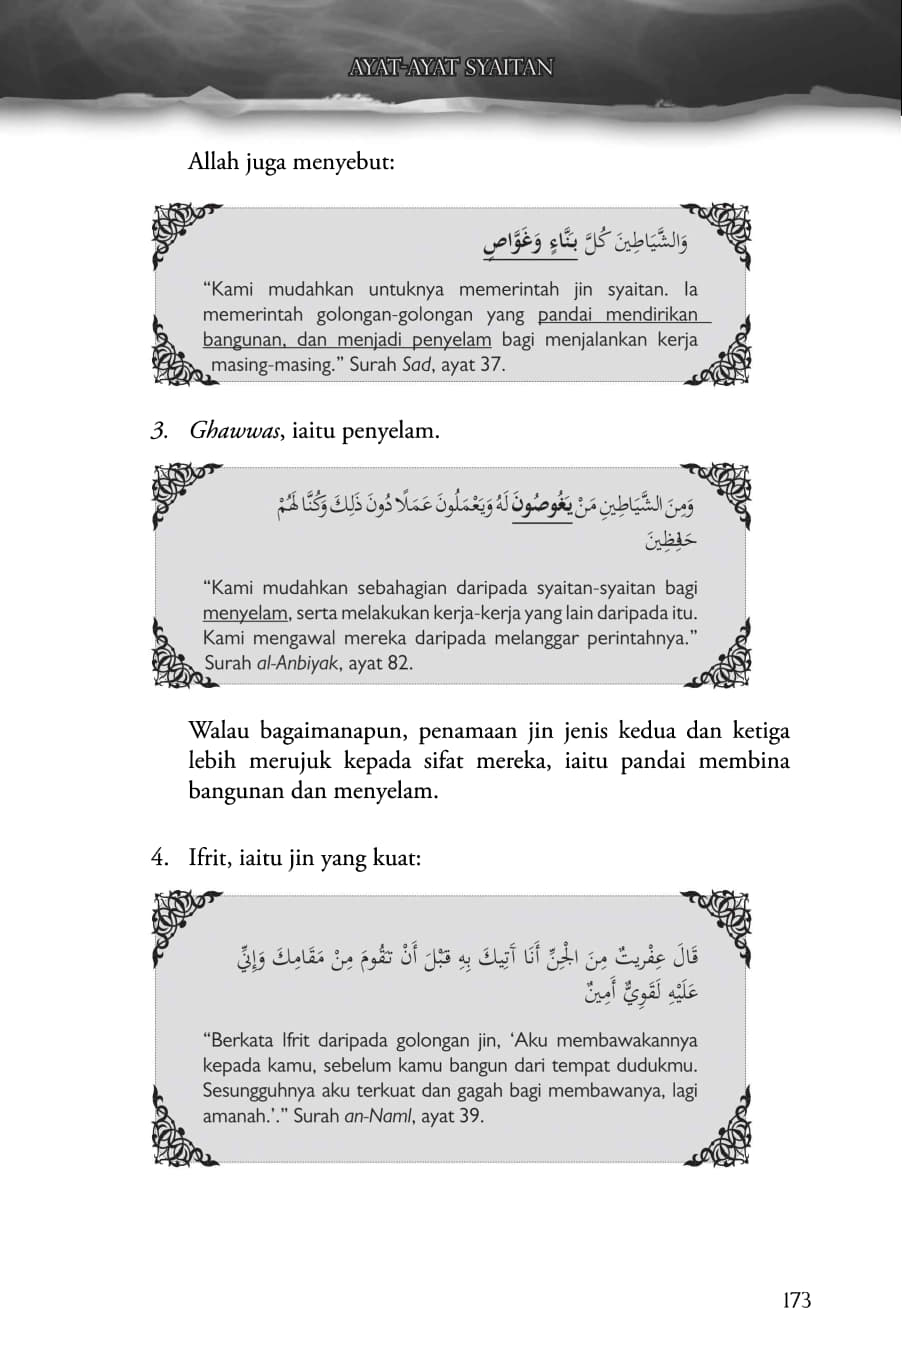 AYAT-AYAT SYAITAN
Allah juga menyebut:
وَالشَّيَاطِينَ كُلَّ بَنَّاءٍ وَغَوَّاصٍ
“Kami mudahkan untuknya memerintah jin syaitan. Ia
memerintah golongan-golongan yang pandai mendirikan
bangunan, dan menjadi penyelam bagi menjalankan kerja
masing-masing.” Surah Sad, ayat 37.
3. Ghawwas, iaitu penyelam.
وَمِنَ الشَّيَاطِينِ مَنْ يَغُوصُونَ لَهُ وَيَعْمَلُونَ عَمَلًا دُونَ ذَلِكَ وَكُنَّا لَهُمْ
حَافِظِينَ
“Kami mudahkan sebahagian daripada syaitan-syaitan bagi
menyelam, serta melakukan kerja-kerja yang lain daripada itu.
Kami mengawal mereka daripada melanggar perintahnya.”
Surah al-Anbiyak, ayat 82.
Walau bagaimanapun, penamaan jin jenis kedua dan ketiga
lebih merujuk kepada sifat mereka, iaitu pandai membina
bangunan dan menyelam.
4. Ifrit, iaitu jin yang kuat:
قَالَ عِفْرِيتٌ مِنَ الْجِنِّ أَنَا آتِيكَ بِهِ قَبْلَ أَنْ تَقُومَ مِنْ مَقَامِكَ وَإِنِّي
عَلَيْهِ لَقَوِيٌّ أَمِينٌ
“Berkata Ifrit daripada golongan jin, ‘Aku membawakannya
kepada kamu, sebelum kamu bangun dari tempat dudukmu.
Sesungguhnya aku terkuat dan gagah bagi membawanya, lagi
amanah.’.” Surah an-Naml, ayat 39.
173